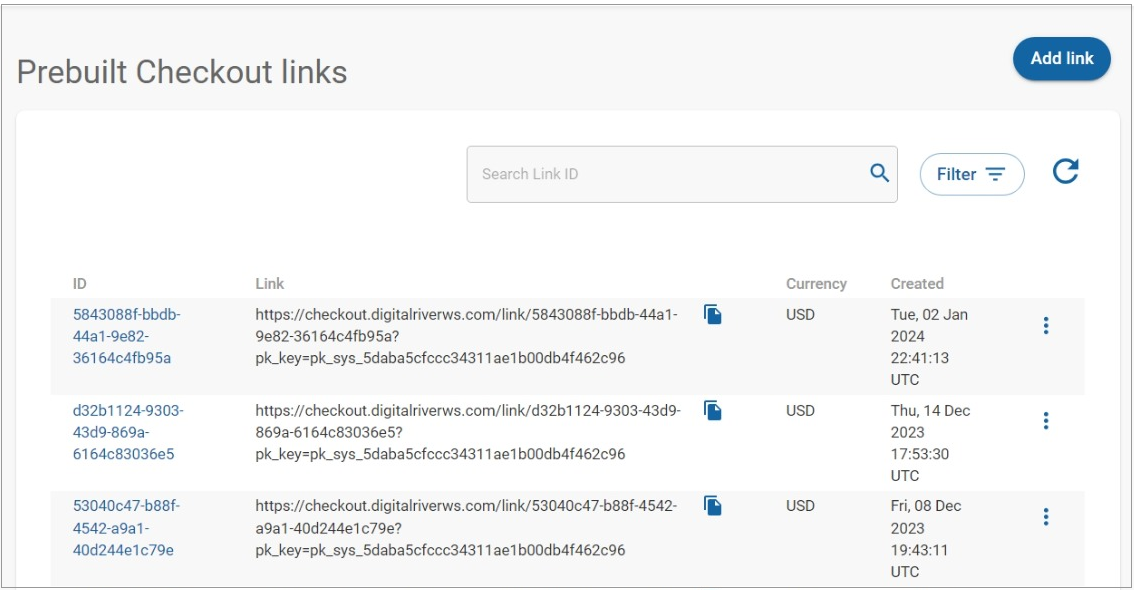 Prebuilt Checkout links
Add link
Search Link ID
Filter
ID Link Currency Created
5843088f-bbdb-
44a1-9e82-
36164c4fb95a
https://checkout.digitalriverws.com/link/5843088f-bbdb-44a1-
9e82-36164c4fb95a?
pk_key=pk_sys_5daba5cfccc34311ae1b00db4f462c96
USD
Tue, 02 Jan
2024
22:41:13
UTC
d32b1124-9303-
43d9-869a-
6164c83036e5
https://checkout.digitalriverws.com/link/d32b1124-9303-43d9-
869a-6164c83036e5?
pk_key=pk_sys_5daba5cfccc34311ae1b00db4f462c96
USD
Thu, 14 Dec
2023
17:53:30
UTC
53040c47-b88f-
4542-a9a1-
40d244e1c79e
https://checkout.digitalriverws.com/link/53040c47-b88f-4542-
a9a1-40d244e1c79e?
pk_key=pk_sys_5daba5cfccc34311ae1b00db4f462c96
USD
Fri, 08 Dec
2023
19:43:11
UTC